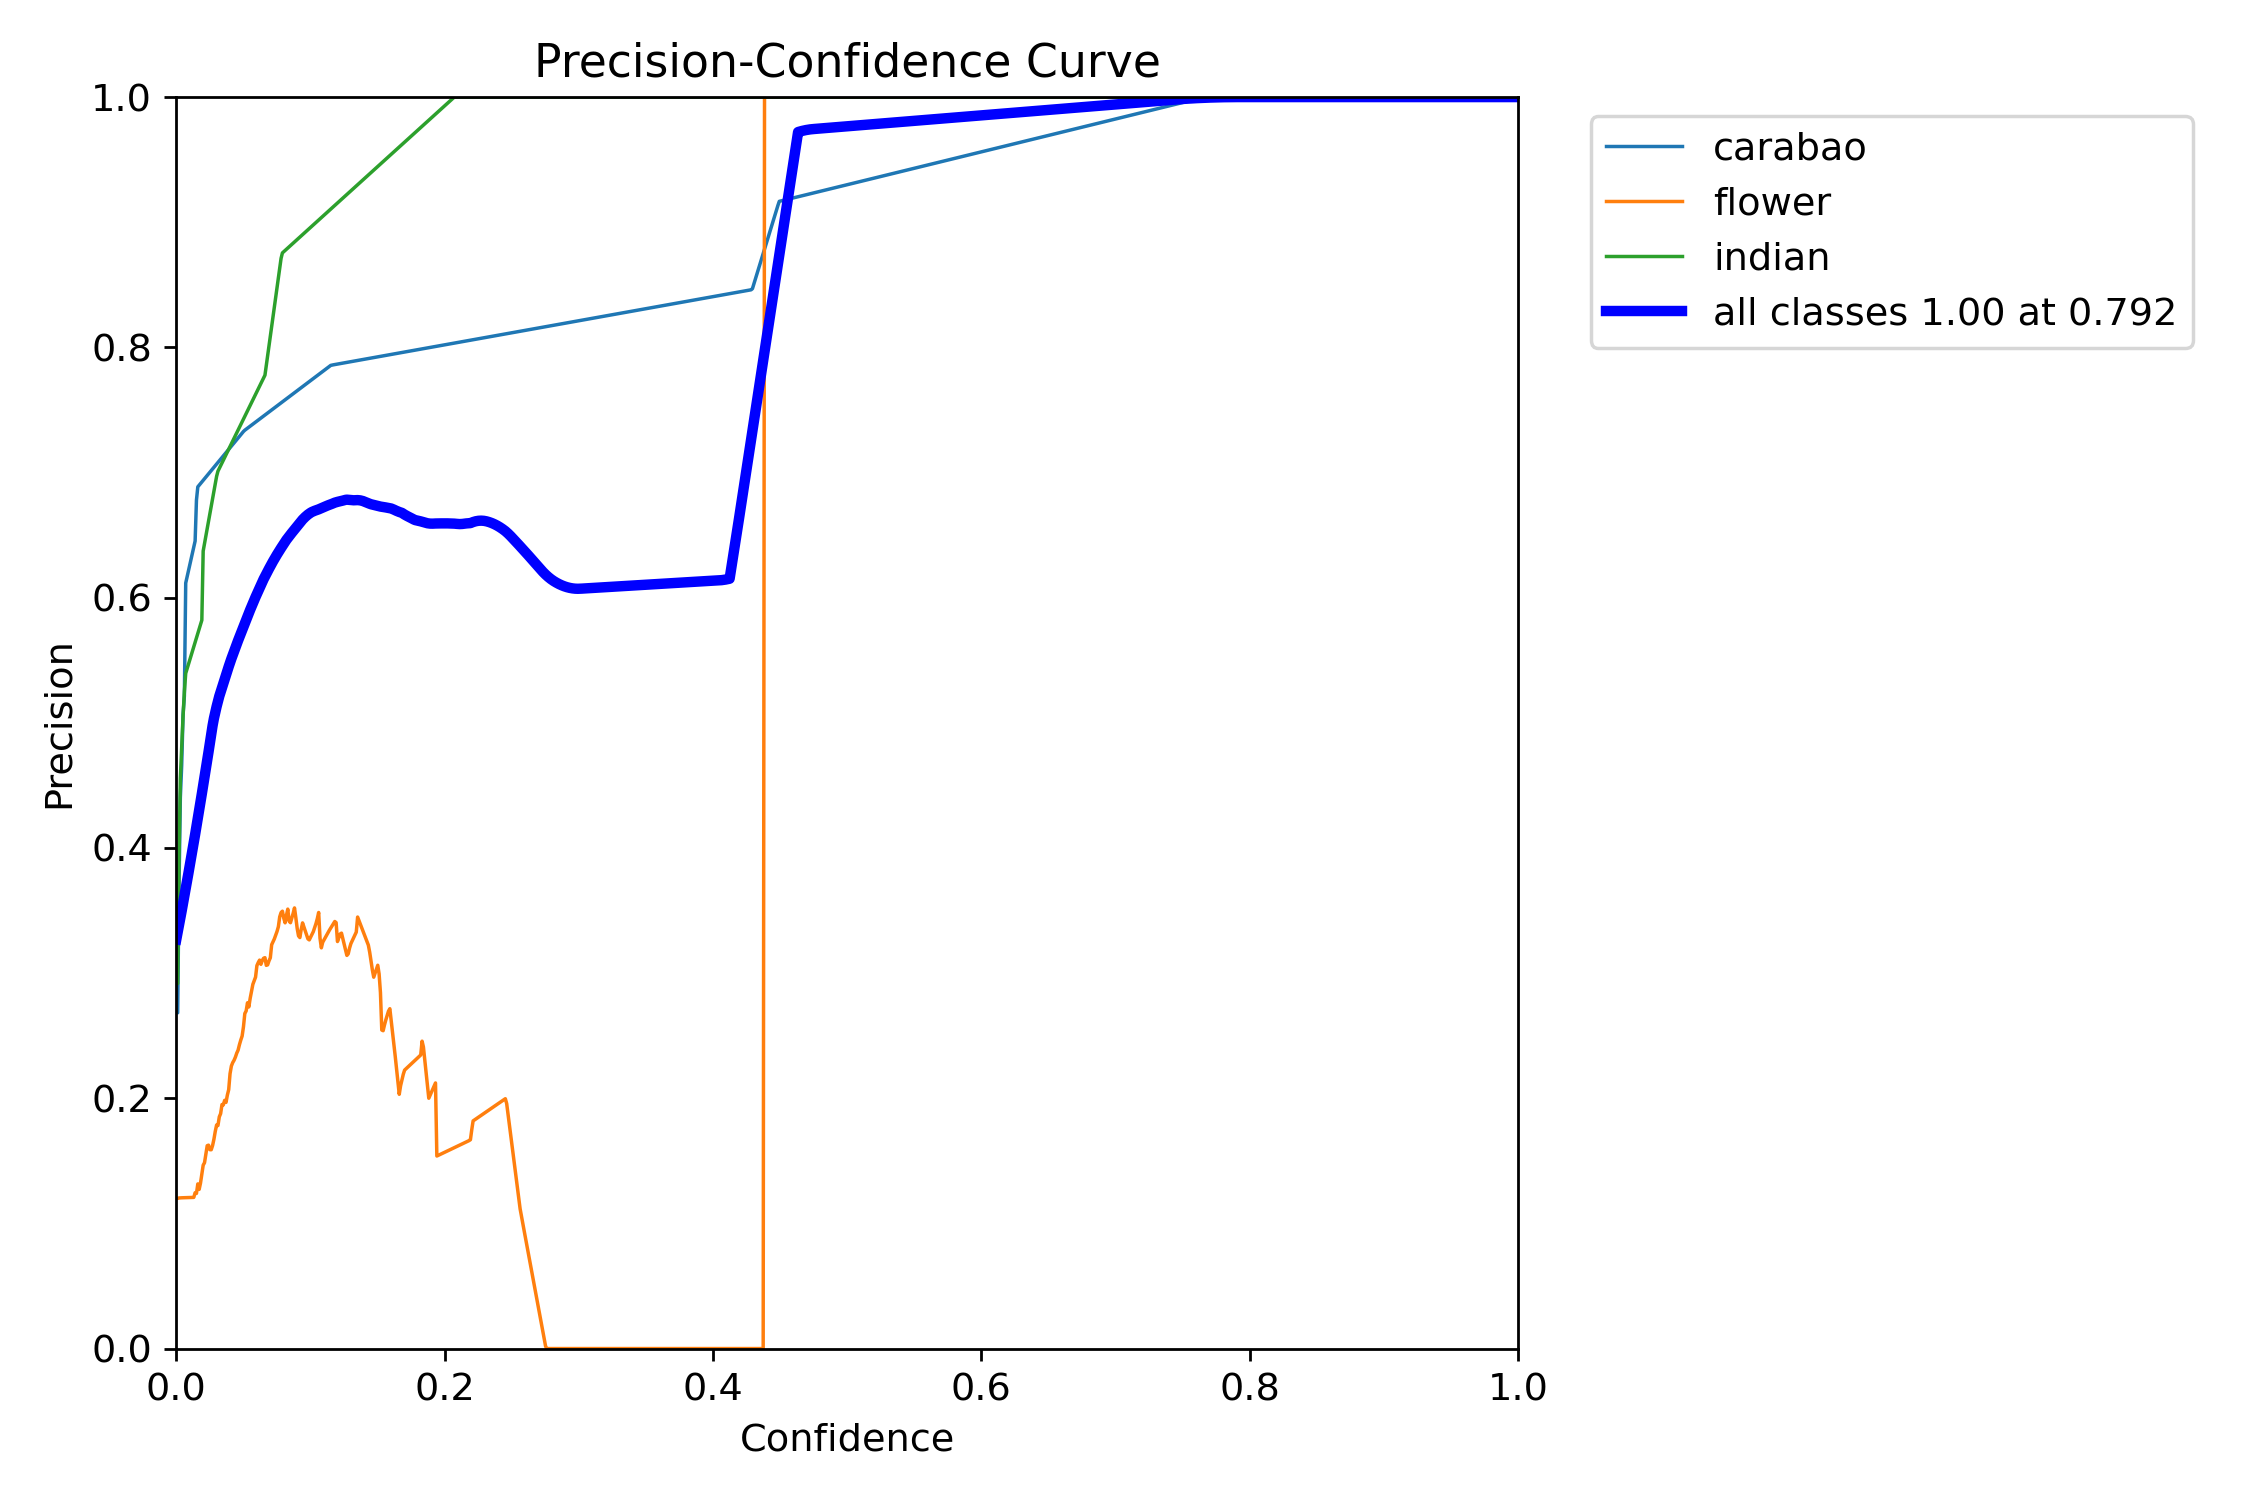 Precision-Confidence Curve
1.0
0.8
0.6
0.4
0.2
0.0
Precision
0.0 0.2 0.4 0.6 0.8 1.0
Confidence
carabao
flower
indian
all classes 1.00 at 0.792